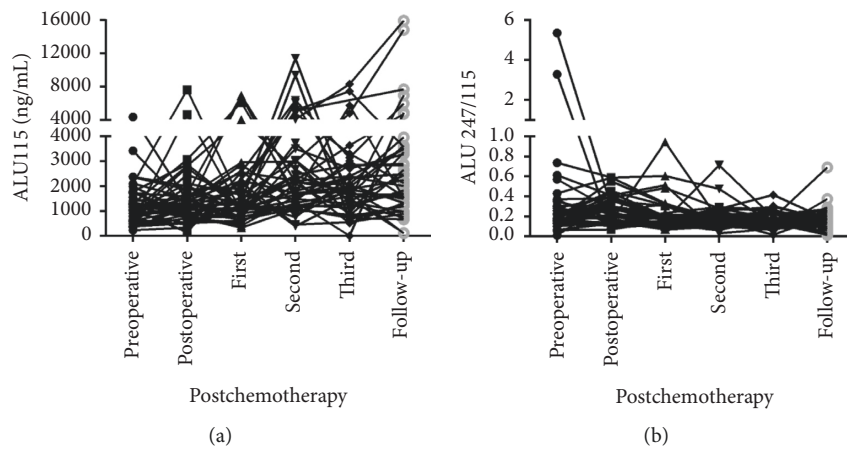 ALU115 (ng/mL)
16000
12000
8000
4000
4000
3000
2000
1000
0
Preoperative
Postoperative
First
Second
Third
Follow-up
Postchemotherapy
(a)
ALU 247/115
6
4
2
1.0
0.8
0.6
0.4
0.2
0.0
Preoperative
Postoperative
First
Second
Third
Follow-up
Postchemotherapy
(b)